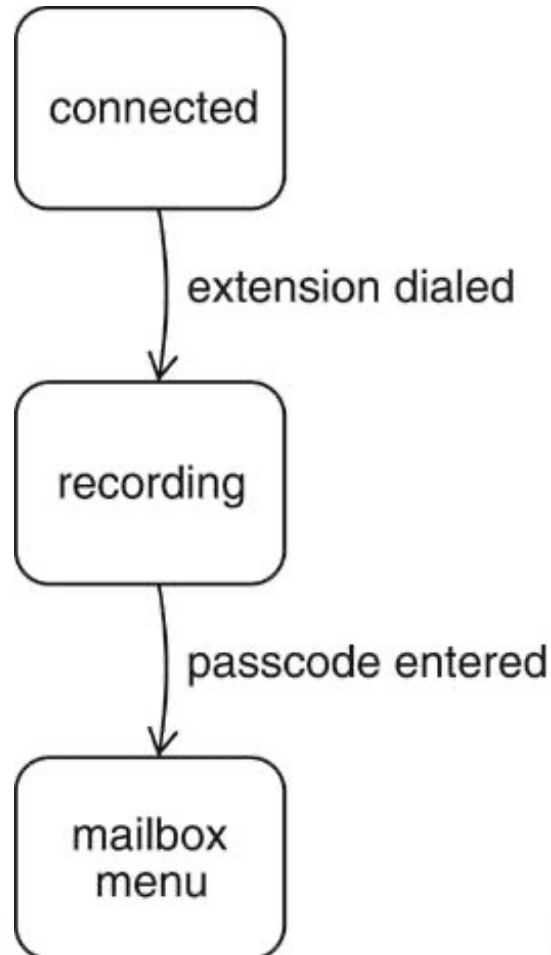 connected
extension dialed
recording
passcode entered
mailbox
menu